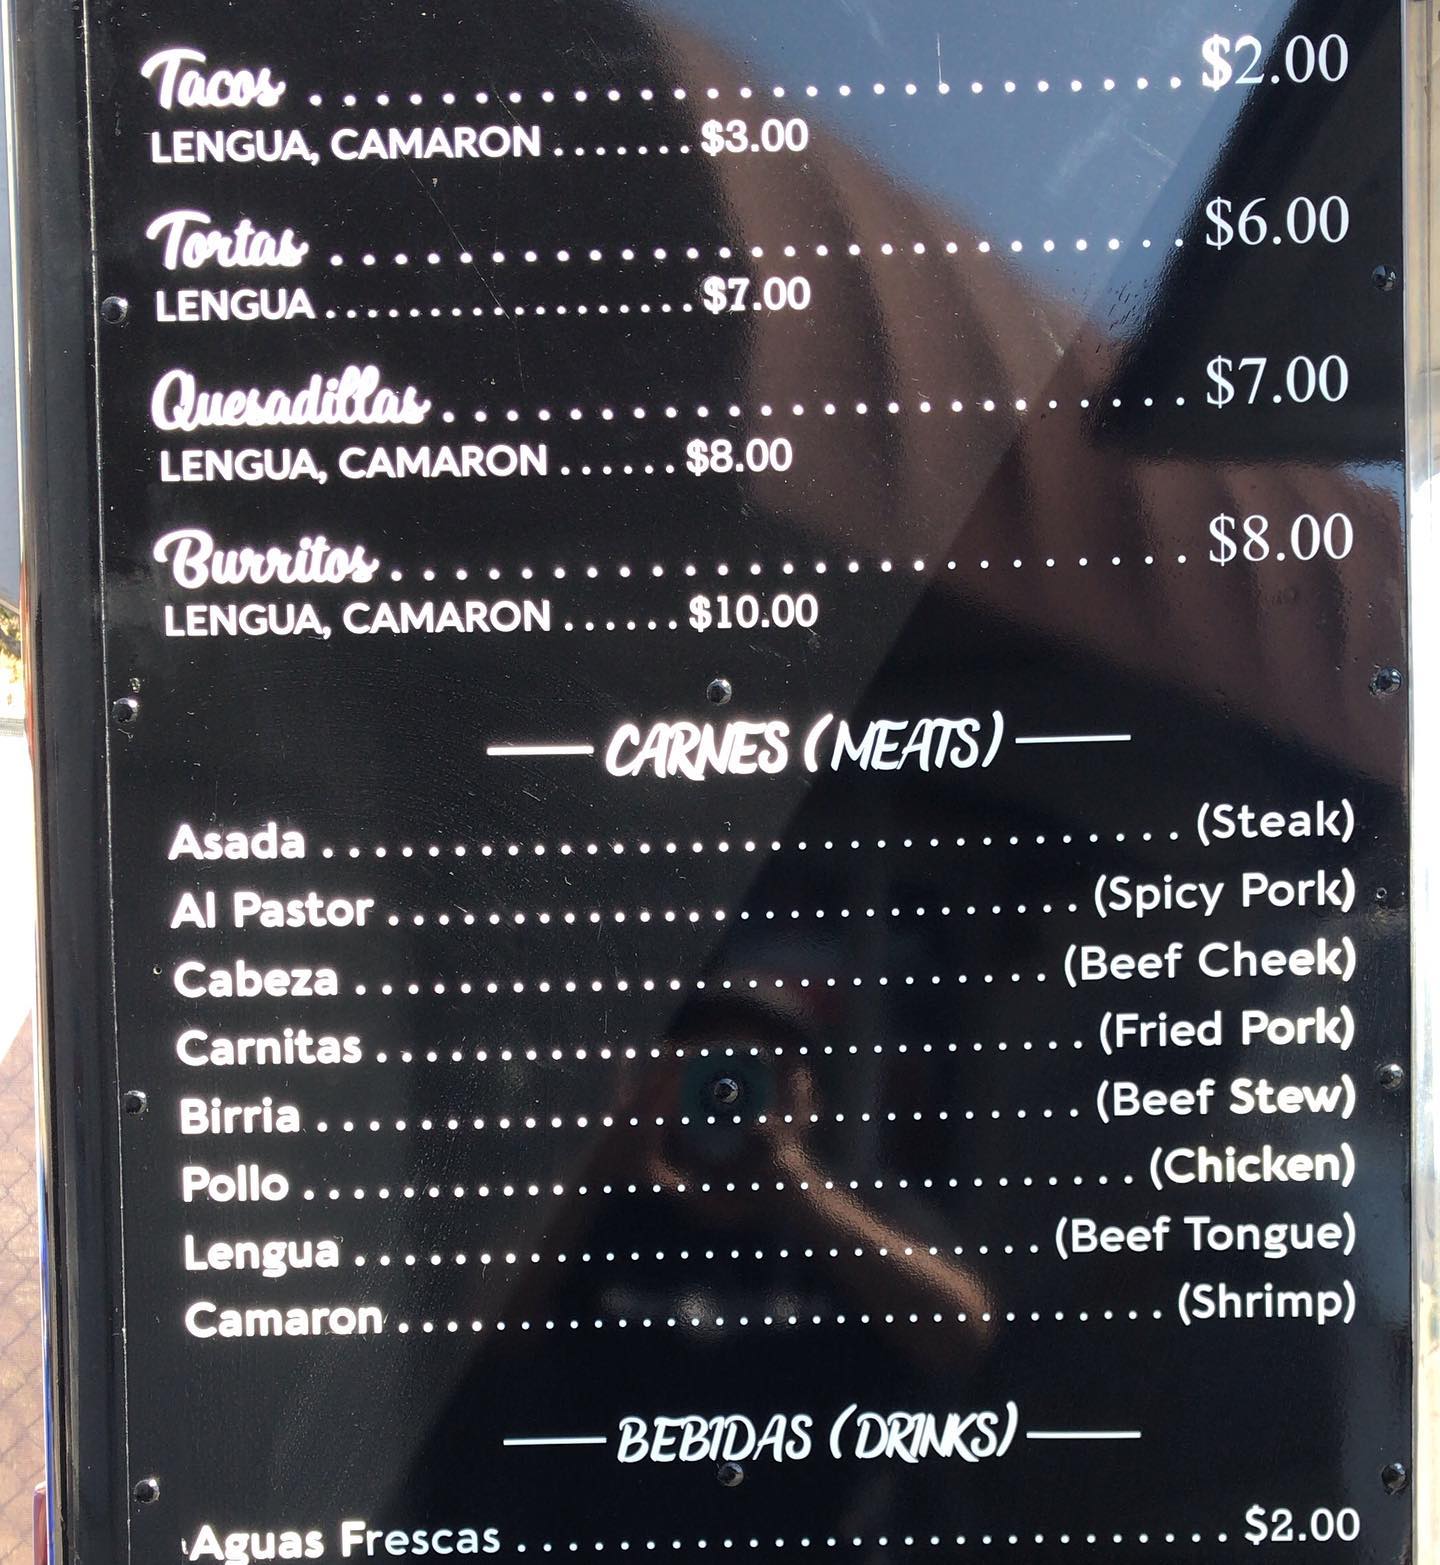 Tacos . . . . . . . . . . . . . . . . . . . . . . . . . . . $2.00
LENGUA, CAMARON . . . . . . . $3.00
Tortas . . . . . . . . . . . . . . . . . . . . . . . . . . . $6.00
LENGUA . . . . . . . . . . . . . . . . . . $7.00
Quesadillas . . . . . . . . . . . . . . . . . . . . . . . . $7.00
LENGUA, CAMARON . . . . . . $8.00
Burritos . . . . . . . . . . . . . . . . . . . . . . . . . . $8.00
LENGUA, CAMARON . . . . . . $10.00
CARNES (MEATS)
Asada . . . . . . . . . . . . . . . . . . . . . . . . . . . . . . . . . (Steak)
Al Pastor . . . . . . . . . . . . . . . . . . . . . . . . . . . (Spicy Pork)
Cabeza . . . . . . . . . . . . . . . . . . . . . . . . . . . (Beef Cheek)
Carnitas . . . . . . . . . . . . . . . . . . . . . . . . . . . (Fried Pork)
Birria . . . . . . . . . . . . . . . . . . . . . . . . . . . . . (Beef Stew)
Pollo . . . . . . . . . . . . . . . . . . . . . . . . . . . . . . . . (Chicken)
Lengua . . . . . . . . . . . . . . . . . . . . . . . . . . (Beef Tongue)
Camaron . . . . . . . . . . . . . . . . . . . . . . . . . . . . . (Shrimp)
BEBIDAS (DRINKS)
Aguas Frescas . . . . . . . . . . . . . . . . . . . . . . . . . . . $2.00